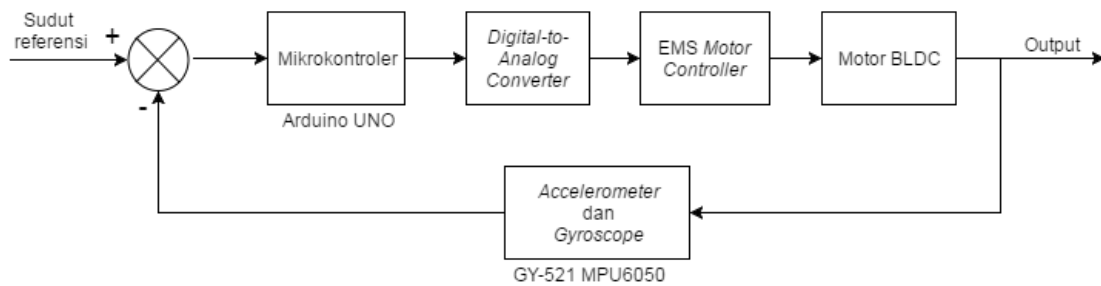 Sudut
referensi
+
-
Mikrokontroler
Arduino UNO
Digital-to-
Analog
Converter
EMS Motor
Controller
Motor BLDC
Output
Accelerometer
dan
Gyroscope
GY-521 MPU6050